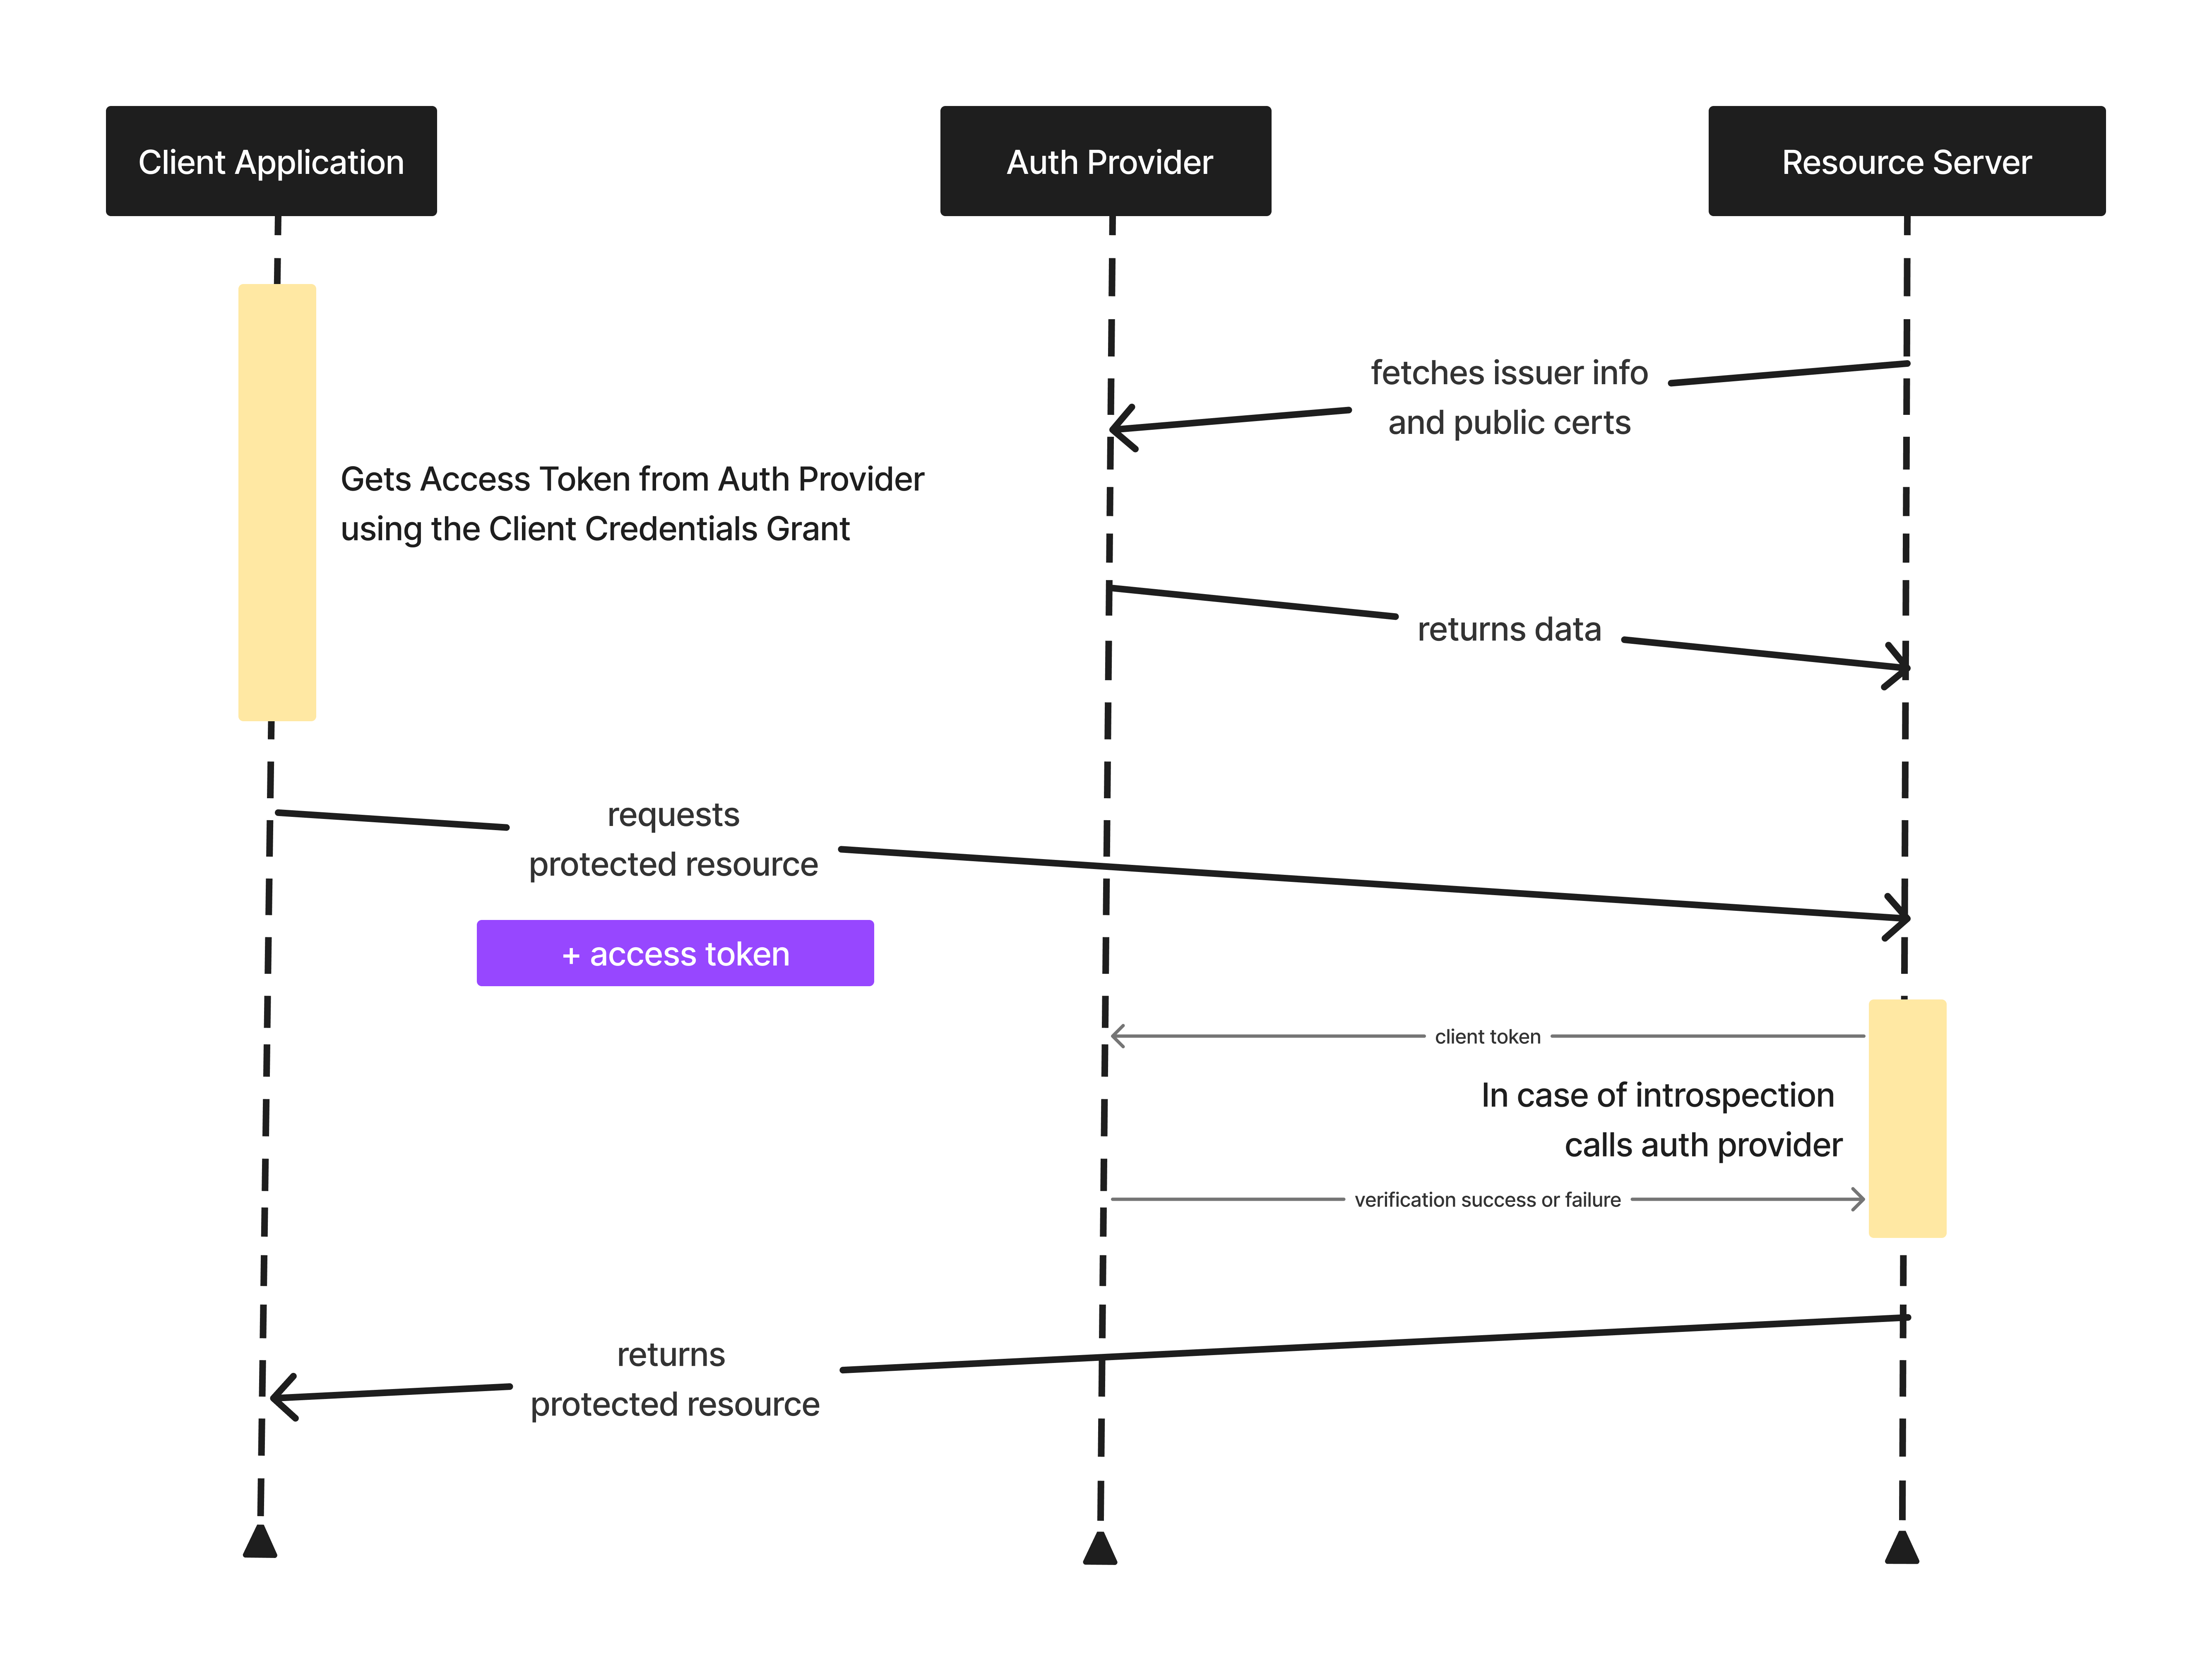 Client Application
Auth Provider
Resource Server
fetches issuer info
and public certs
Gets Access Token from Auth Provider
using the Client Credentials Grant
returns data
requests
protected resource
+ access token
client token
In case of introspection
calls auth provider
verification success or failure
returns
protected resource